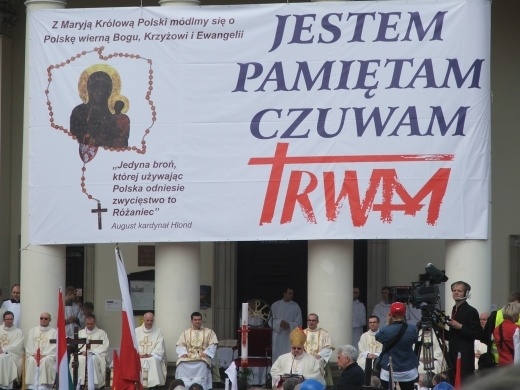 Z Maryją Królową Polski módlmy się o
Polskę wierną Bogu, Krzyżowi i Ewangelii
„Jedyna broń,
której używając
Polska odniesie
zwycięstwo to
Różaniec”
August kardynał Hlond
JESTEM
PAMIĘTAM
CZUWAM
TRWAM